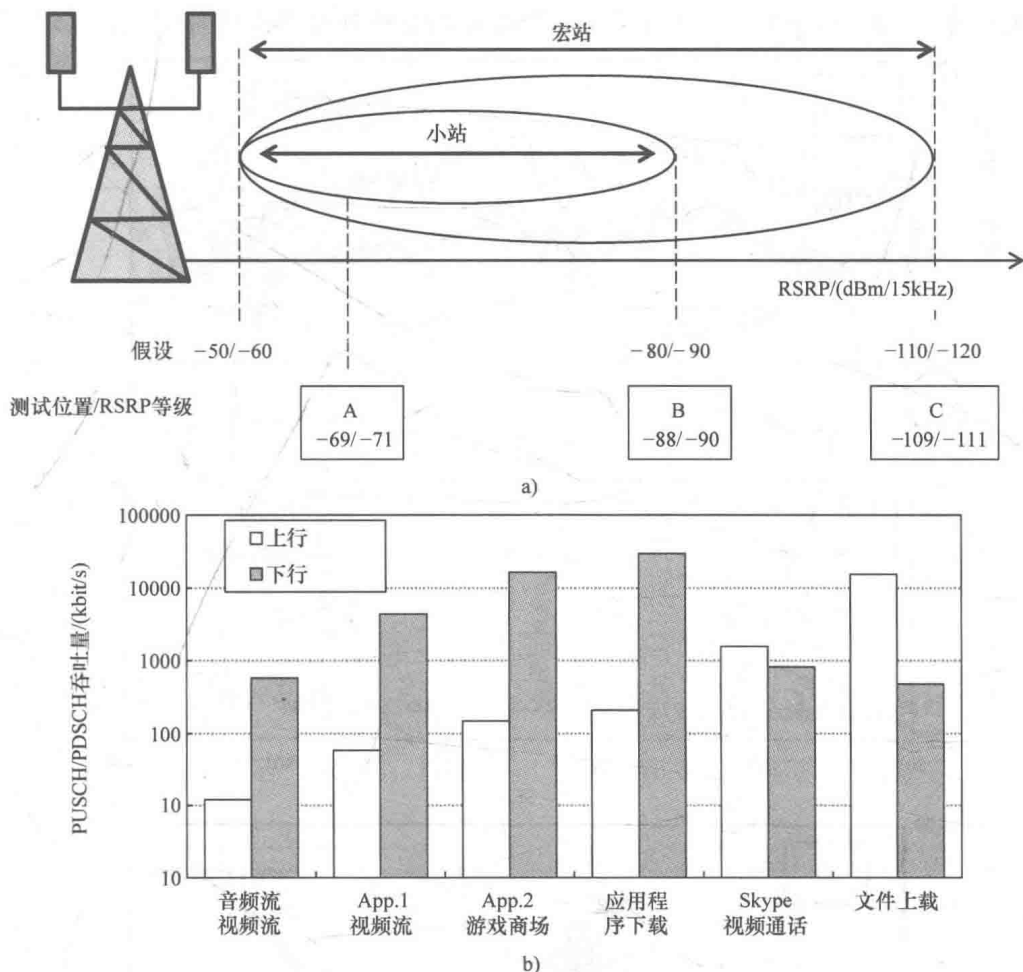 宏站
小站
RSRP/(dBm/15kHz)
假设 -50/-60 -80/-90 -110/-120
测试位置/RSRP等级
A
-69/-71
B
-88/-90
C
-109/-111
a)
PUSCH/PDSCH吞吐量/(kbit/s)
100000
10000
1000
100
10
10
上行
下行
音频流
视频流
App.1
视频流
App.2
游戏商场
应用程
序下载
Skype
视频通话
文件上载
b)